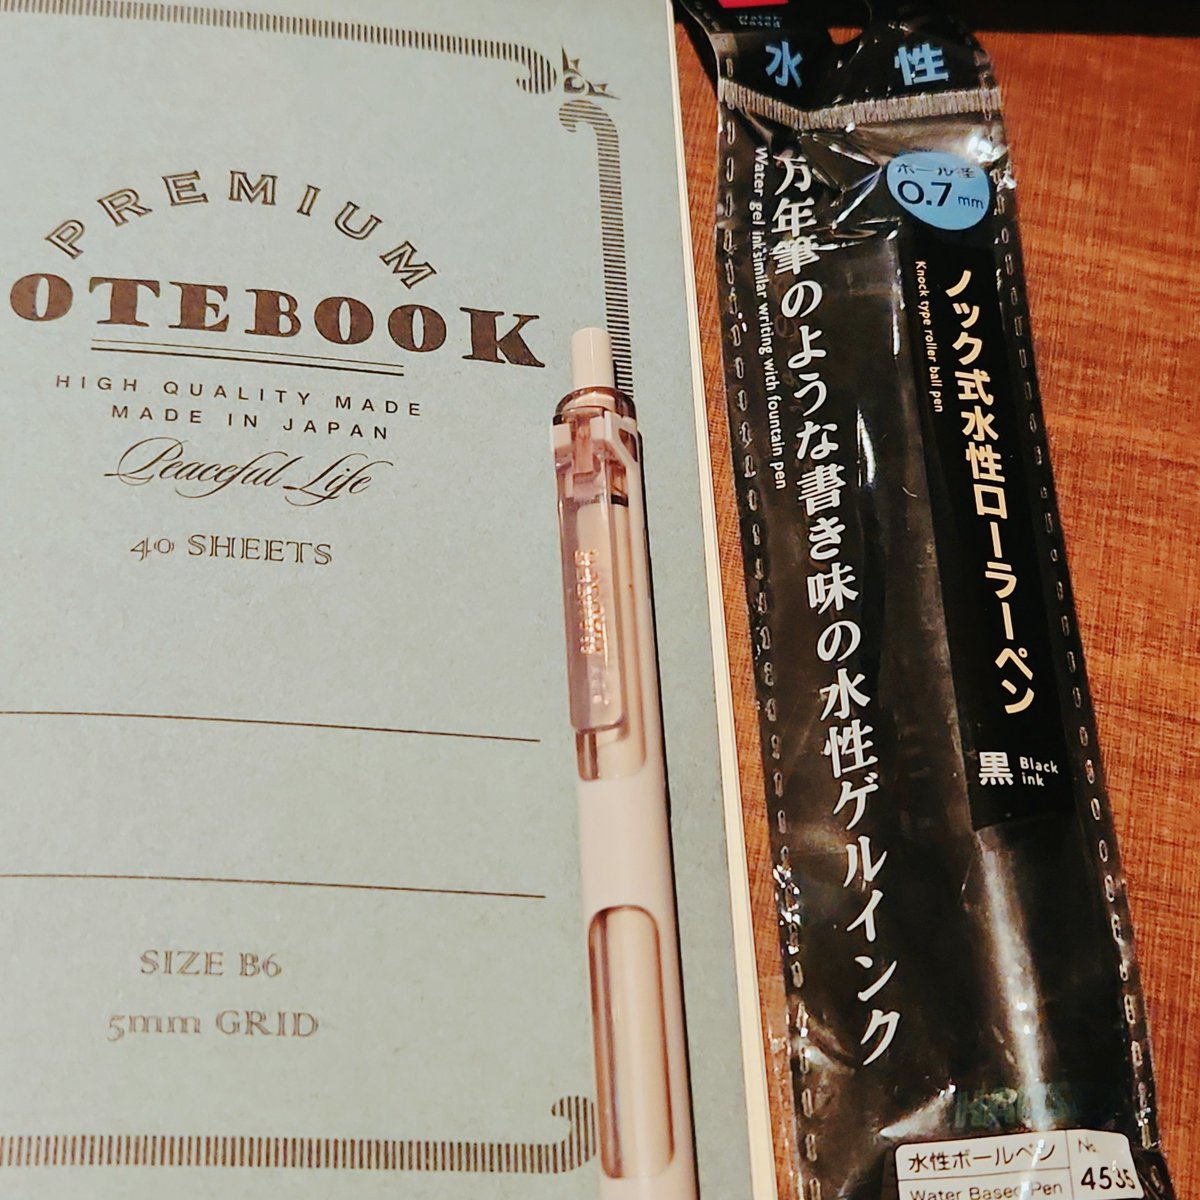 PREMIUM
OTEBOOK
HIGH QUALITY MADE
MADE IN JAPAN
Peaceful Life
40 SHEETS
SIZE B6
5mm GRID
水性
ボール径
0.7mm
万年筆のような書き味の水性ゲルインク
Water gel ink similar writing with fountain pen
ノック式水性ローラーペン
Knock type roller ball pen
黒
Black
ink
水性ボールペン
Water Based Pen
No.
4535